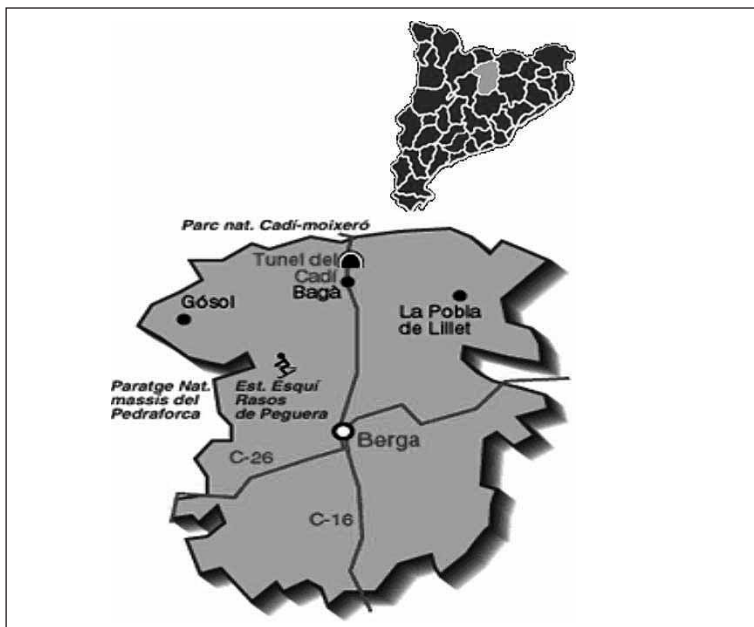 Parc nat. Cadí-moixeró
Tunel del
Cadí
Bagà
Gósol
La Pobla
de Lillet
Paratge Nat.
massis del
Pedraforca
Est. Esquí
Rasos
de Peguera
Berga
C-26
C-16